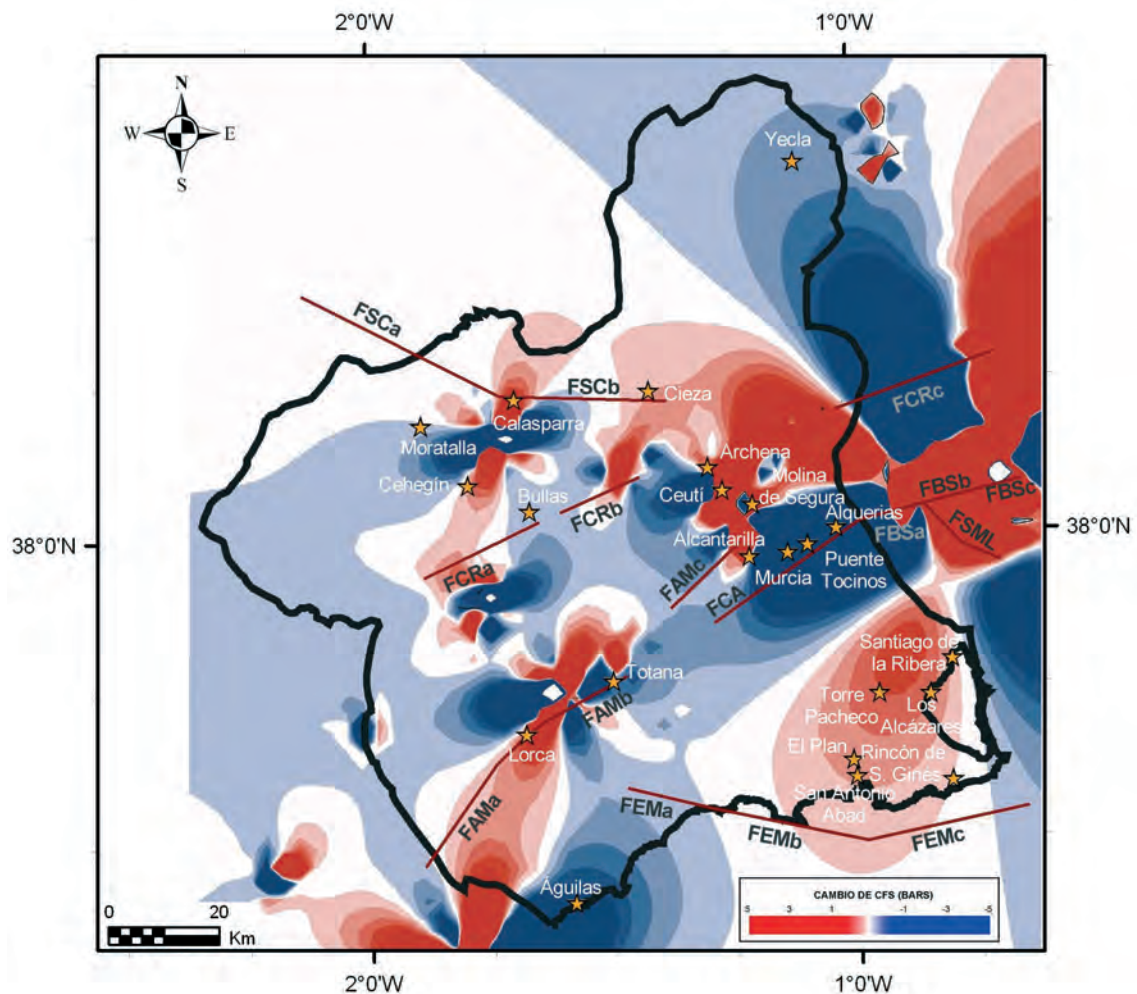 2°0'W 1°0'W
N
W E
S
Yecla
FSCa
FSCb
Cieza
FCRc
Calasparra
Moratalla
Archena
Cehegín
Ceutí
Molina
de Segura
FBSb
FBSc
Bullas
FCRb
Alquerias
FBSa
FSML
38°0'N 38°0'N
Alcantarilla
FCRa
FAMc
FCA
Murcia
Puente
Tocinos
Santiago de
la Ribera
Totana
FAMb
Torre
Pacheco
Los
Alcázares
Lorca
El Plan
Rincón de
S. Ginés
San Antonio
Abad
FAMa
FEMa
FEMb
FEMc
Águilas
CAMBIO DE CFS (BARS)
5 3 1 -1 -3 -5
0 20
Km
2°0'W 1°0'W